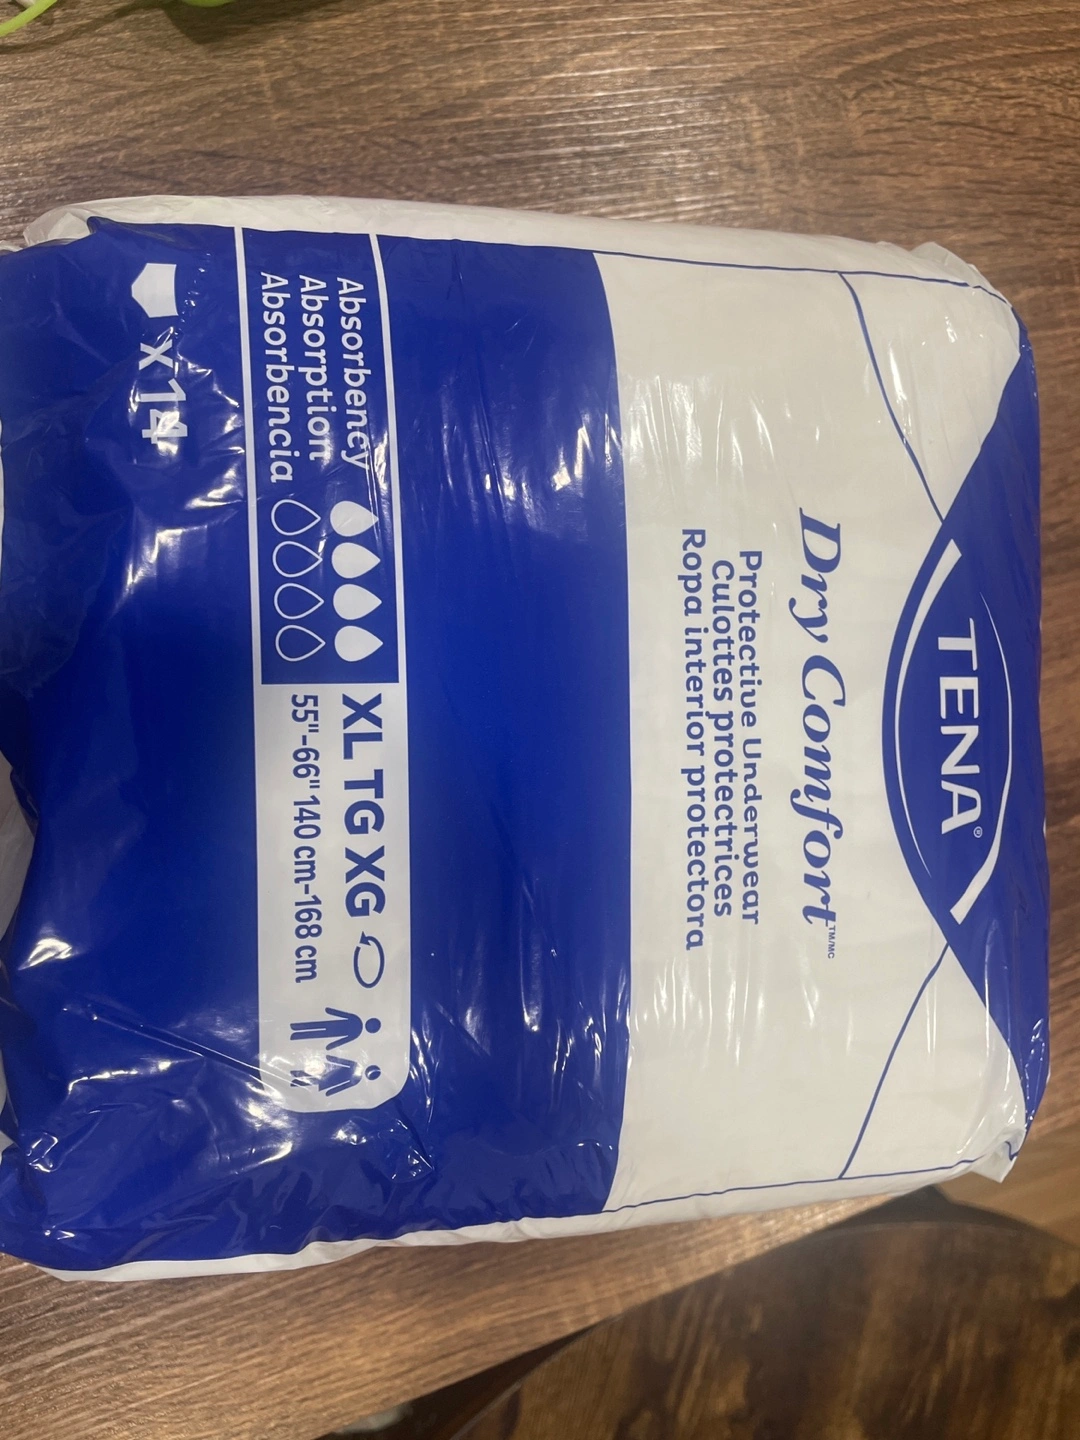 TENA®
Dry Comfort™/MC
Protective Underwear
Culottes protectrices
Ropa interior protectora
Absorbency
Absorption
Absorbencia
XL TG XG
55"-66" 140 cm-168 cm
x 14